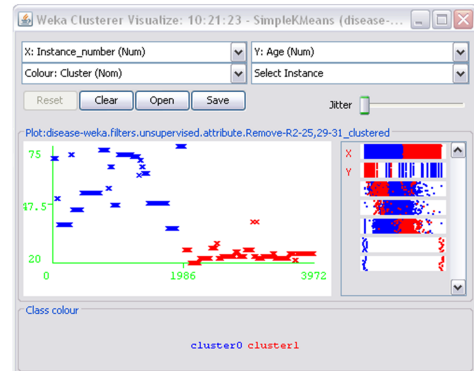 Weka Clusterer Visualize: 10:21:23 - SimpleKMeans (disease-...
X: Instance_number (Num) Y: Age (Num)
Colour: Cluster (Nom) Select Instance
Reset Clear Open Save Jitter
Plot:disease-weka.filters.unsupervised.attribute.Remove-R2-25,29-31_clustered
75
47.5
20
0 1986 3972
X
Y
Class colour
cluster0 cluster1